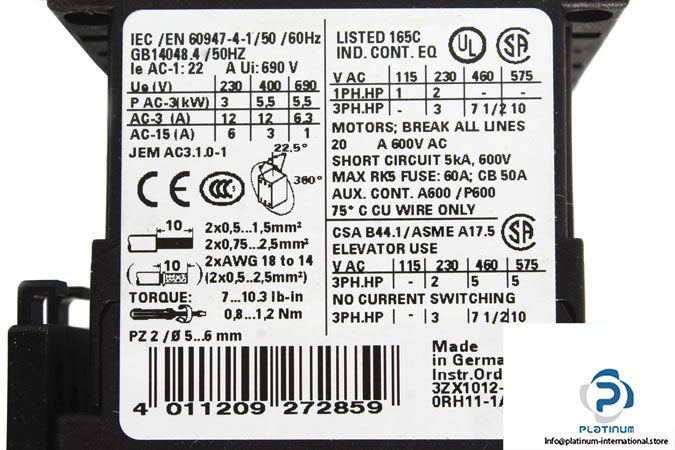 IEC /EN 60947-4-1/50 /60Hz
GB14048.4 /50HZ
Ie AC-1: 22 A Ui: 690 V
Ue (V) 230 400 690
P AC-3(kW) 3 5,5 5,5
AC-3 (A) 12 12 6,3
AC-15 (A) 6 3 1
JEM AC3.1.0-1
22.5°
360°
CE CCC
10 2x0,5...1,5mm²
2x0,75...2,5mm²
10 2xAWG 18 to 14
(2x0,5...2,5mm²)
TORQUE: 7...10.3 lb-in
0,8...1,2 Nm
PZ 2 /Ø 5...6 mm
LISTED 165C
IND. CONT. EQ
UL SA
V AC 115 230 460 575
1PH.HP 1 2 - -
3PH.HP - 3 7 1/2 10
MOTORS; BREAK ALL LINES
20 A 600V AC
SHORT CIRCUIT 5kA, 600V
MAX RK5 FUSE: 60A; CB 50A
AUX. CONT. A600 /P600
75° C CU WIRE ONLY
CSA B44.1/ASME A17.5
ELEVATOR USE
SA
V AC 115 230 460 575
3PH.HP - 2 5 5
NO CURRENT SWITCHING
3PH.HP - 3 7 1/2 10
4 011209 272859
Made
in Germa
Instr.Ord
3ZX1012-
0RH11-1
PLATINUM
info@platinum-international.store